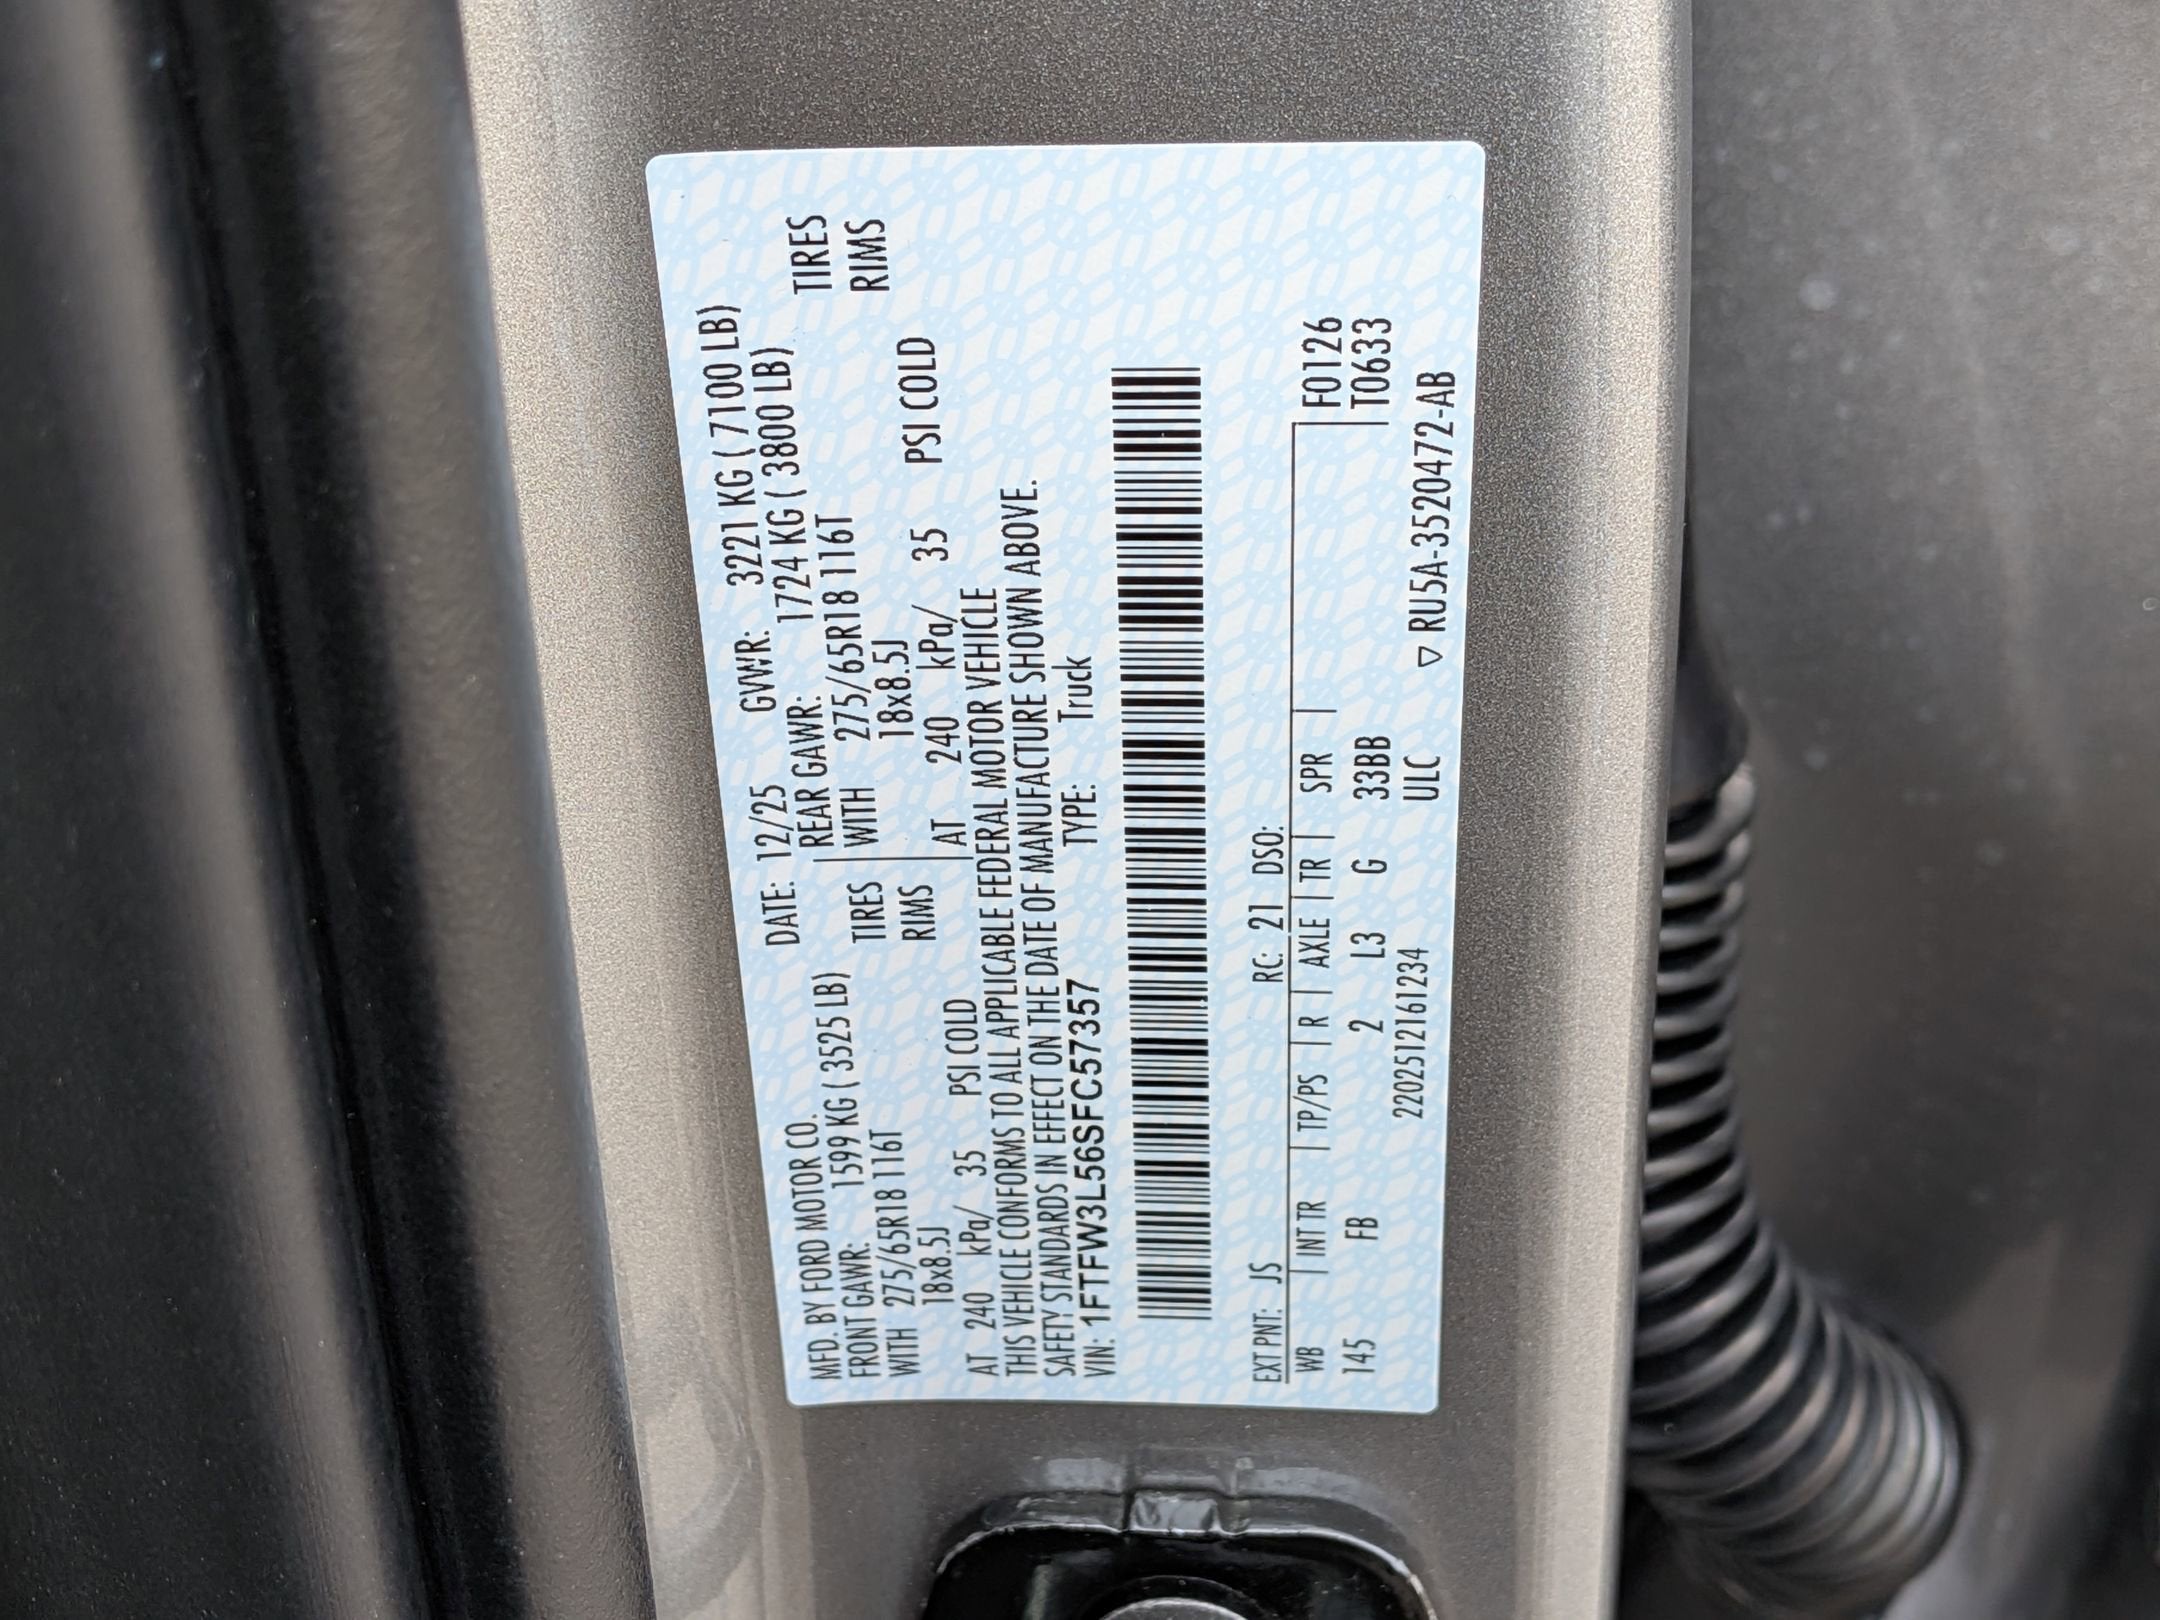 MFD. BY FORD MOTOR CO. DATE: 12/25 GVWR: 3221 KG ( 7100 LB)
FRONT GAWR: 1599 KG ( 3525 LB) REAR GAWR: 1724 KG ( 3800 LB)
WITH 275/65R18 116T TIRES WITH 275/65R18 116T TIRES
18x8.5J RIMS 18x8.5J RIMS
AT 240 kPa/ 35 PSI COLD AT 240 kPa/ 35 PSI COLD
THIS VEHICLE CONFORMS TO ALL APPLICABLE FEDERAL MOTOR VEHICLE
SAFETY STANDARDS IN EFFECT ON THE DATE OF MANUFACTURE SHOWN ABOVE.
VIN: 1FTFW3L56SFC57357 TYPE: Truck
EXT PNT: JS RC: 21 DSO:
WB | INT TR | TP/PS | R | AXLE | TR | SPR | F0126
145 FB 2 L3 G 33BB T0633
2202512161234 ULC
▽ RU5A-3520472-AB